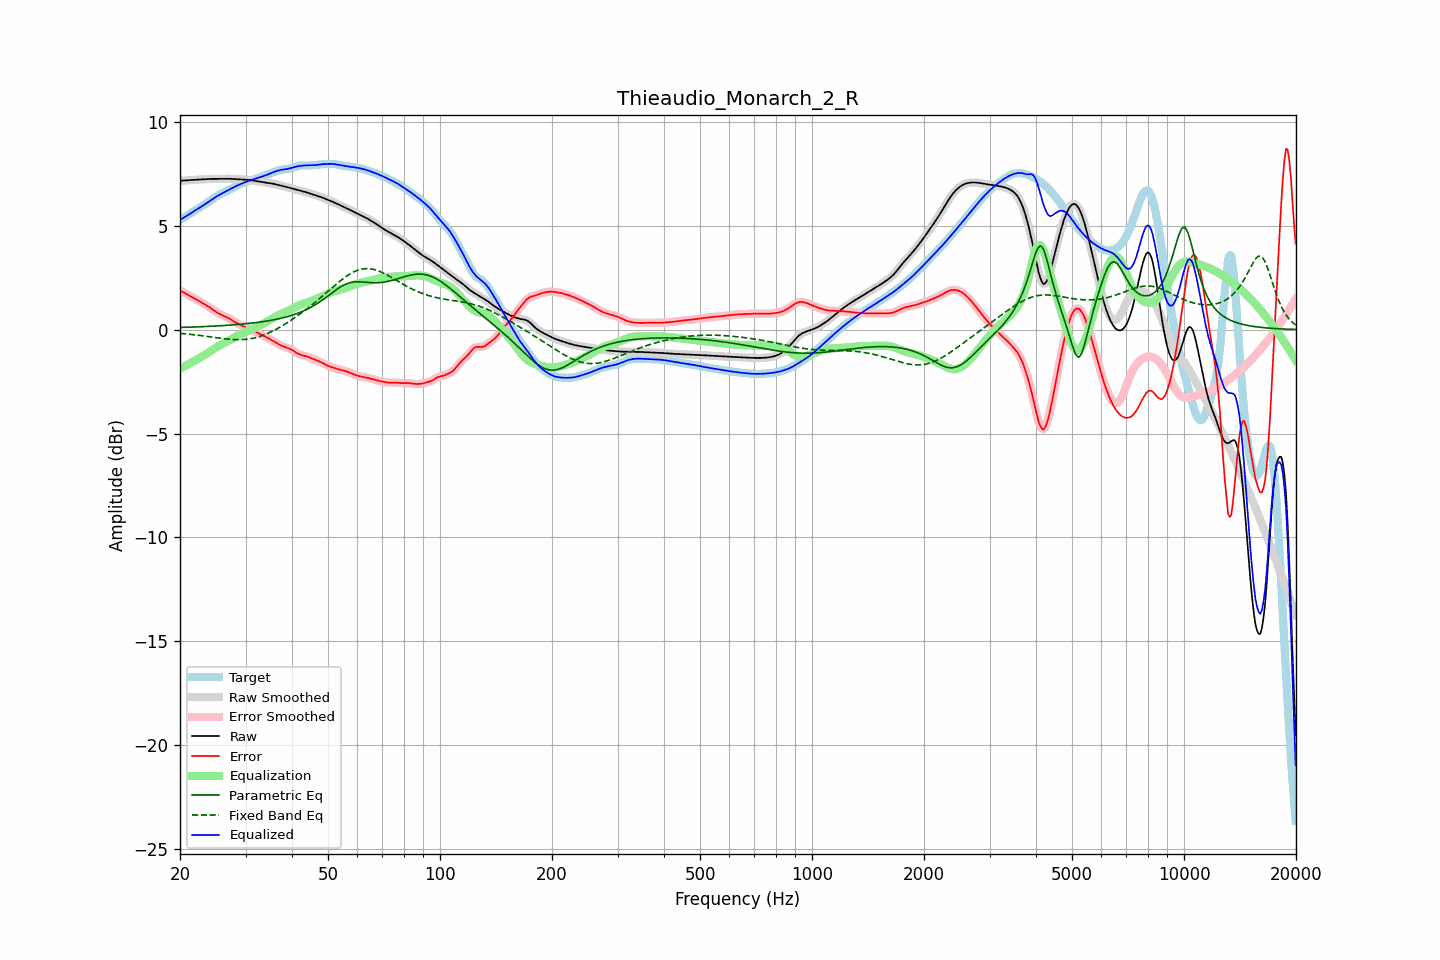 Thieaudio_Monarch_2_R
Amplitude (dBr)
10
5
0
−5
−10
−15
−20
−25
Target
Raw Smoothed
Error Smoothed
Raw
Error
Equalization
Parametric Eq
Fixed Band Eq
Equalized
20 50 100 200 500 1000 2000 5000 10000 20000
Frequency (Hz)